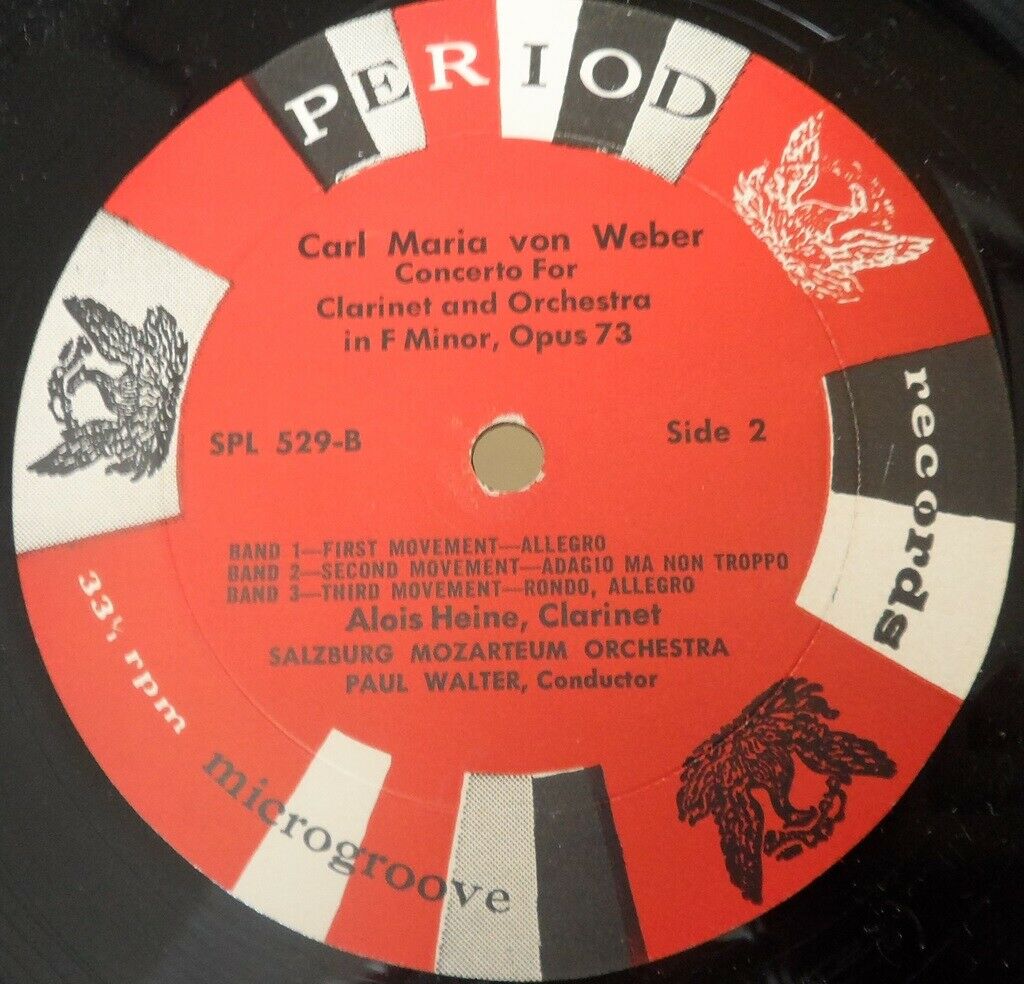 PERIOD
records
Carl Maria von Weber
Concerto For
Clarinet and Orchestra
in F Minor, Opus 73
SPL 529-B
Side 2
BAND 1—FIRST MOVEMENT—ALLEGRO
BAND 2—SECOND MOVEMENT—ADAGIO MA NON TROPPO
BAND 3—THIRD MOVEMENT—RONDO, ALLEGRO
Alois Heine, Clarinet
SALZBURG MOZARTEUM ORCHESTRA
PAUL WALTER, Conductor
33⅓ rpm
microgroove